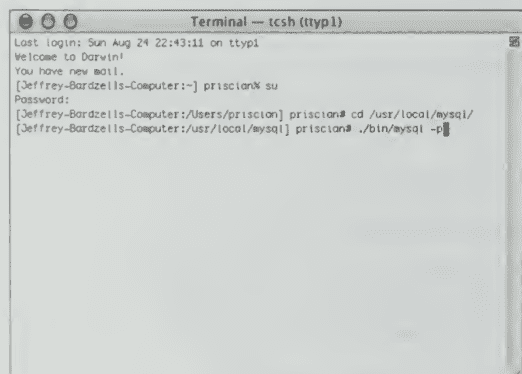 Terminal — tcsh (ttyp1)
Last login: Sun Aug 24 22:43:11 on ttyp1
Welcome to Darwin!
You have new mail.
[Jeffrey-Bardzells-Computer:~] priscian% su
Password:
[Jeffrey-Bardzells-Computer:/Users/priscian] priscian# cd /usr/local/mysql/
[Jeffrey-Bardzells-Computer:/usr/local/mysql] priscian# ./bin/mysql -p